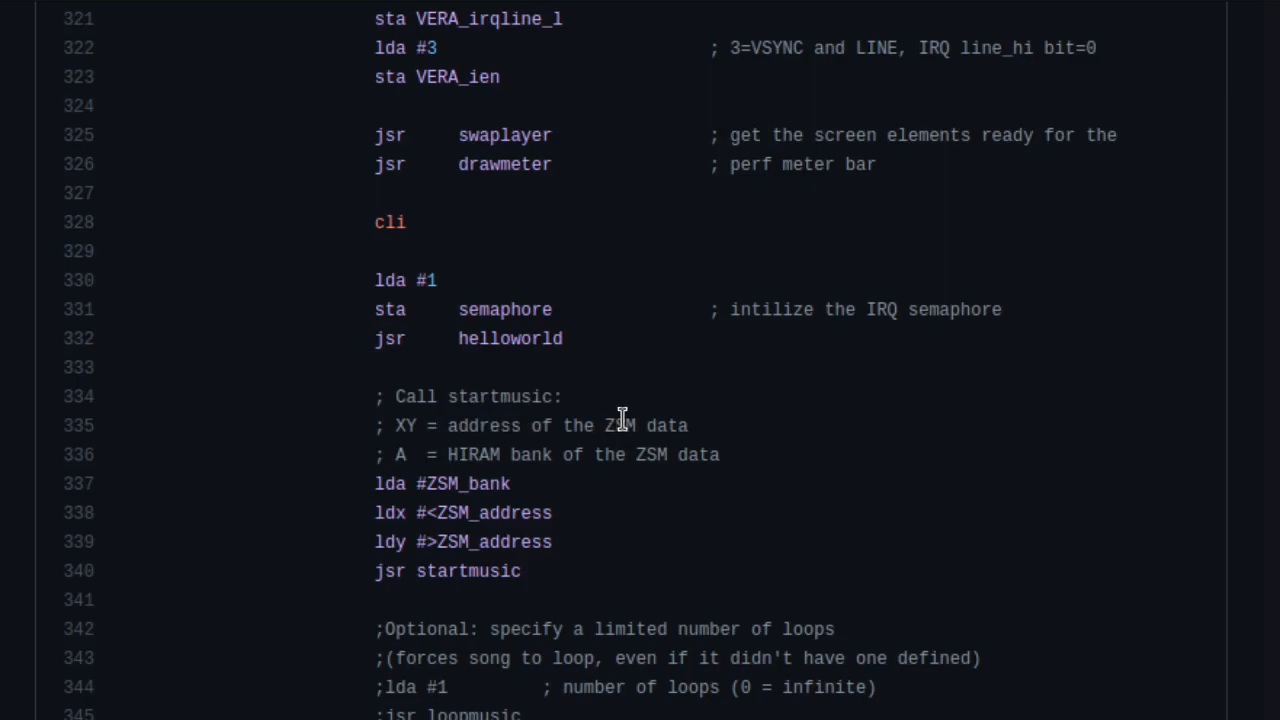 321 sta VERA_irqline_l
322 lda #3 ; 3=VSYNC and LINE, IRQ line_hi bit=0
323 sta VERA_ien
324
325 jsr swaplayer ; get the screen elements ready for the
326 jsr drawmeter ; perf meter bar
327
328 cli
329
330 lda #1
331 sta semaphore ; intilize the IRQ semaphore
332 jsr helloworld
333
334 ; Call startmusic:
335 ; XY = address of the ZSM data
336 ; A = HIRAM bank of the ZSM data
337 lda #ZSM_bank
338 ldx #<ZSM_address
339 ldy #>ZSM_address
340 jsr startmusic
341
342 ;Optional: specify a limited number of loops
343 ;(forces song to loop, even if it didn't have one defined)
344 ;lda #1 ; number of loops (0 = infinite)
345 ;jsr loopmusic